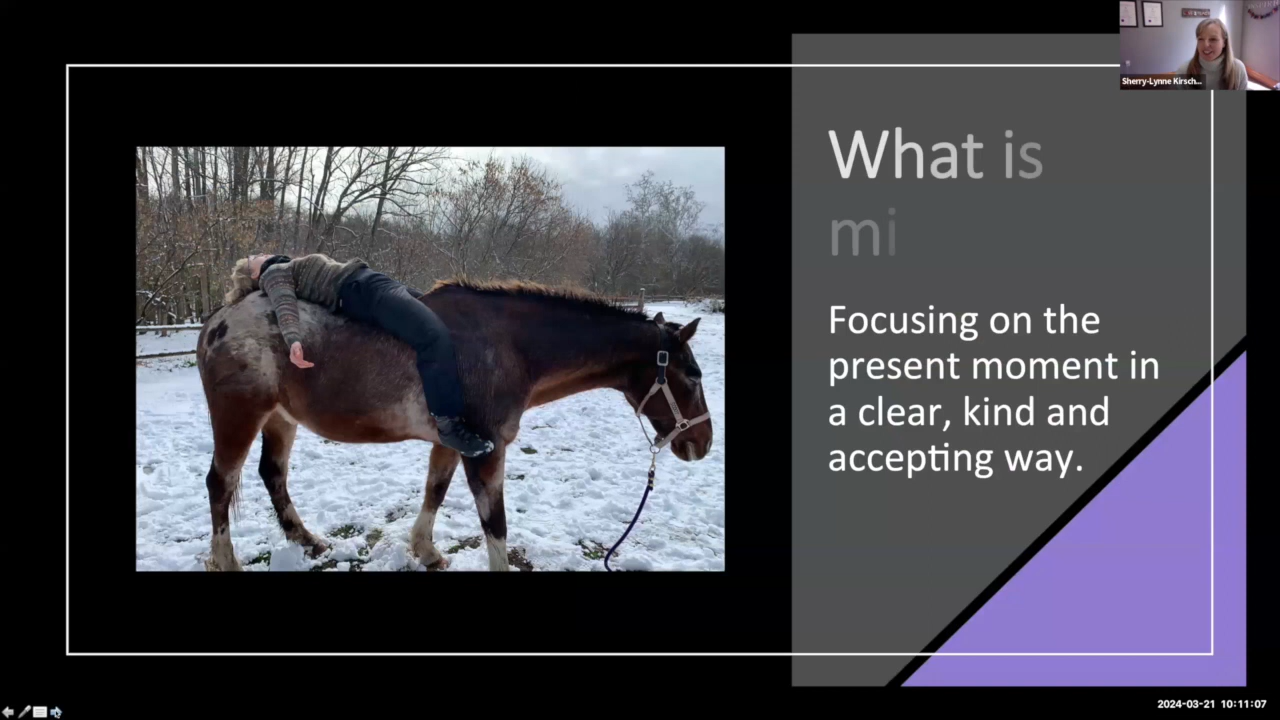 Sherry-Lynne Kirsch...
What is
mi
Focusing on the
present moment in
a clear, kind and
accepting way.
2024-03-21 10:11:07